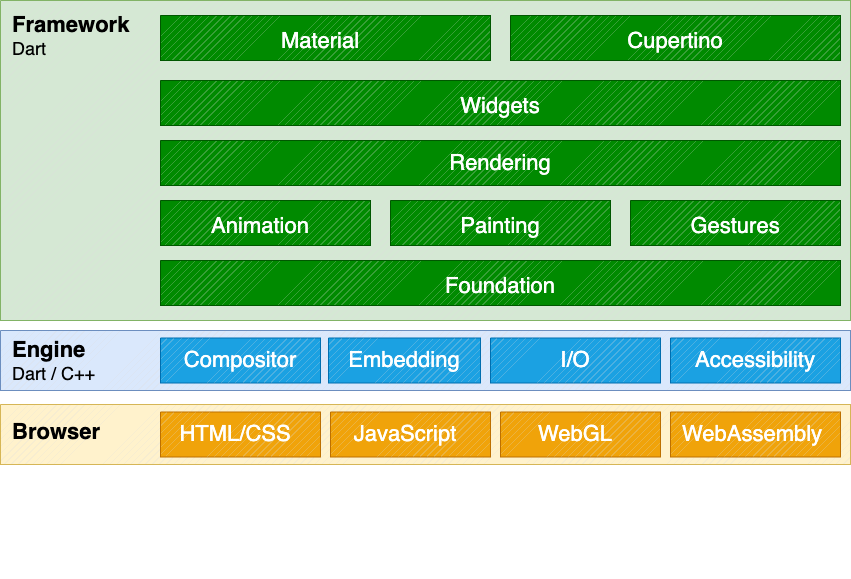 Framework
Dart
Material
Cupertino
Widgets
Rendering
Animation
Painting
Gestures
Foundation
Engine
Dart / C++
Compositor
Embedding
I/O
Accessibility
Browser
HTML/CSS
JavaScript
WebGL
WebAssembly